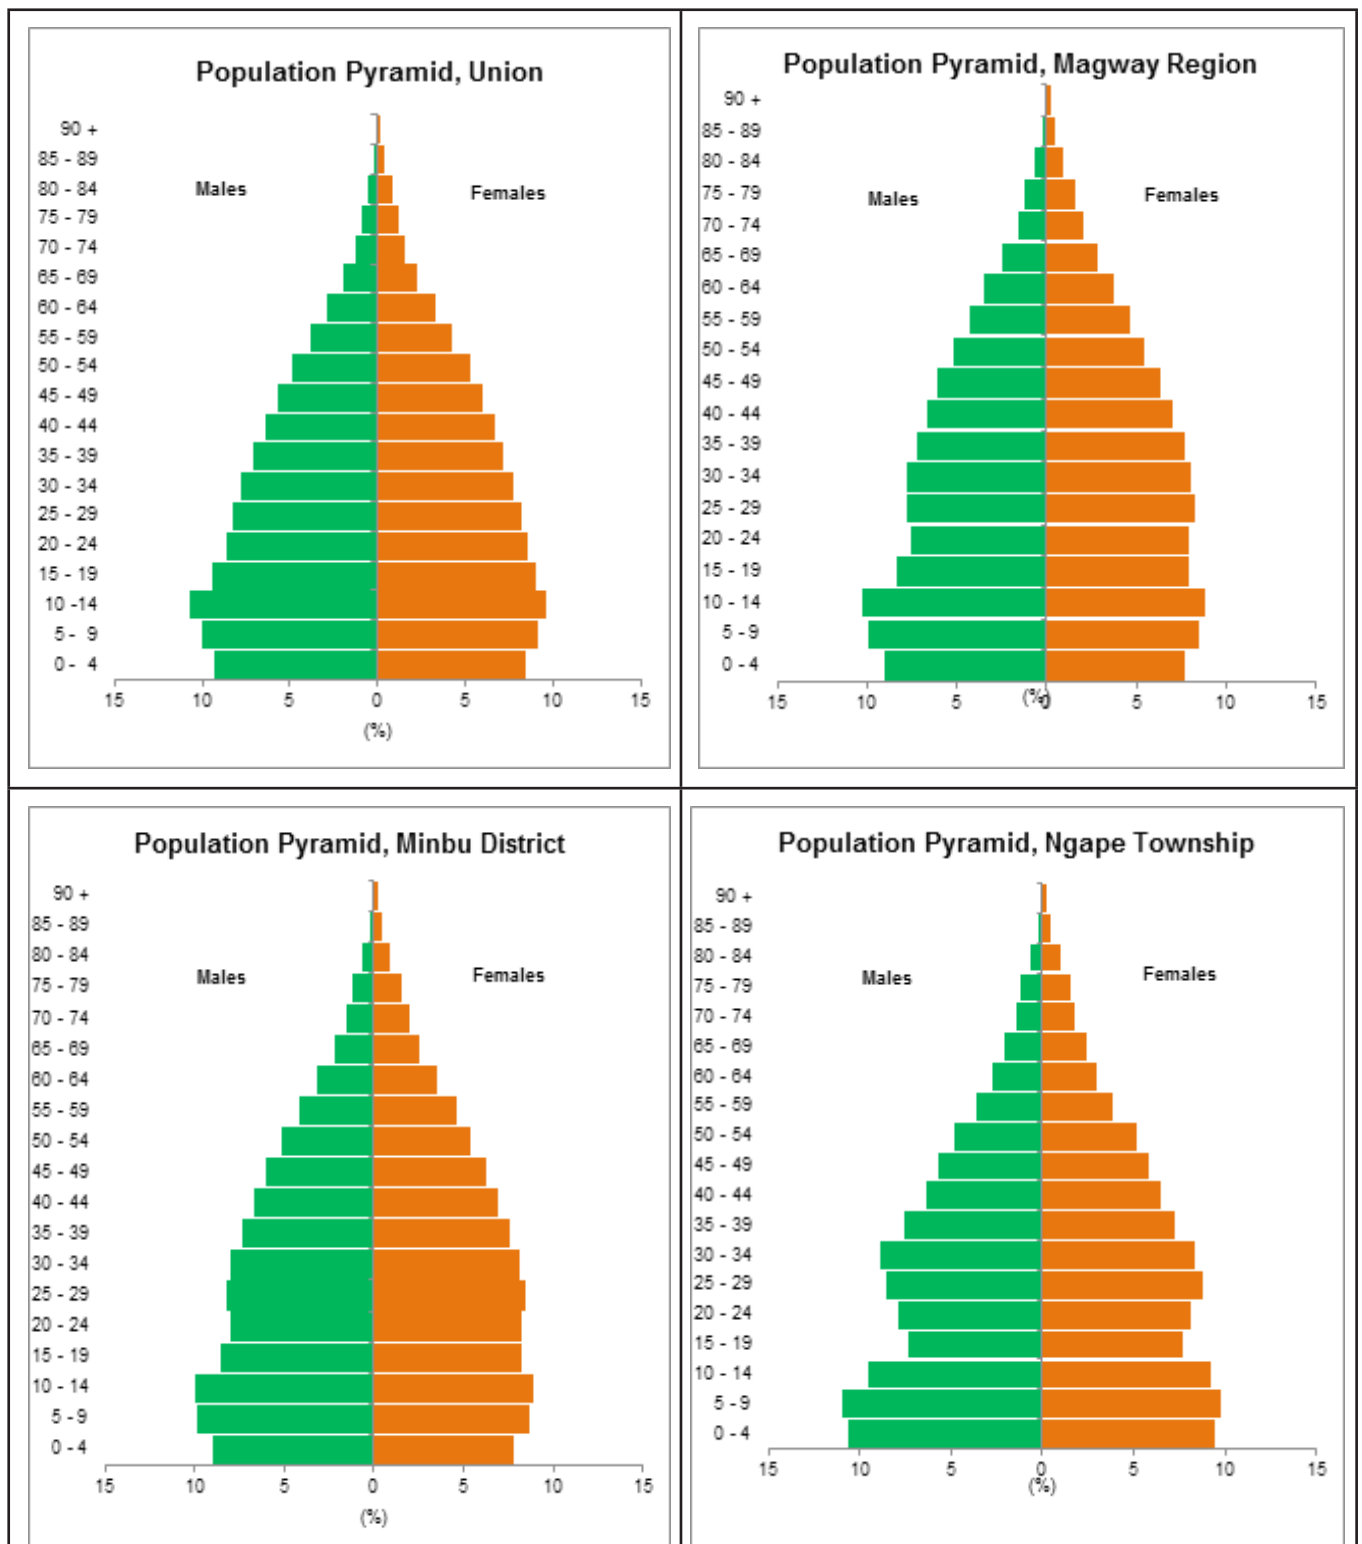 Population Pyramid, Union
90 +
85 - 89
80 - 84
75 - 79
70 - 74
65 - 69
60 - 64
55 - 59
50 - 54
45 - 49
40 - 44
35 - 39
30 - 34
25 - 29
20 - 24
15 - 19
10 -14
5 - 9
0 - 4
Males
Females
15 10 5 0 5 10 15
(%)
Population Pyramid, Magway Region
90 +
85 - 89
80 - 84
75 - 79
70 - 74
65 - 69
60 - 64
55 - 59
50 - 54
45 - 49
40 - 44
35 - 39
30 - 34
25 - 29
20 - 24
15 - 19
10 - 14
5 - 9
0 - 4
Males
Females
15 10 5 0 5 10 15
(%)
Population Pyramid, Minbu District
90 +
85 - 89
80 - 84
75 - 79
70 - 74
65 - 69
60 - 64
55 - 59
50 - 54
45 - 49
40 - 44
35 - 39
30 - 34
25 - 29
20 - 24
15 - 19
10 - 14
5 - 9
0 - 4
Males
Females
15 10 5 0 5 10 15
(%)
Population Pyramid, Ngape Township
90 +
85 - 89
80 - 84
75 - 79
70 - 74
65 - 69
60 - 64
55 - 59
50 - 54
45 - 49
40 - 44
35 - 39
30 - 34
25 - 29
20 - 24
15 - 19
10 - 14
5 - 9
0 - 4
Males
Females
15 10 5 0 5 10 15
(%)